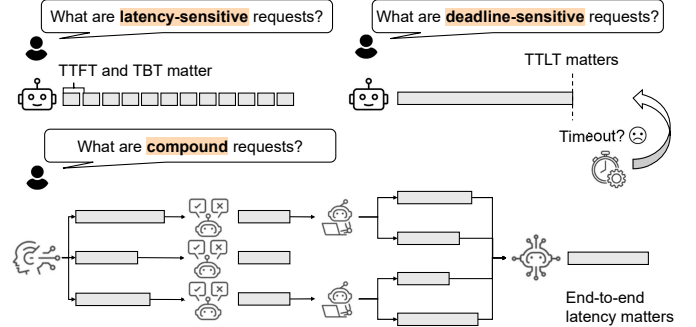 What are latency-sensitive requests?
TTFT and TBT matter
What are deadline-sensitive requests?
TTLT matters
Timeout?
What are compound requests?
End-to-end
latency matters